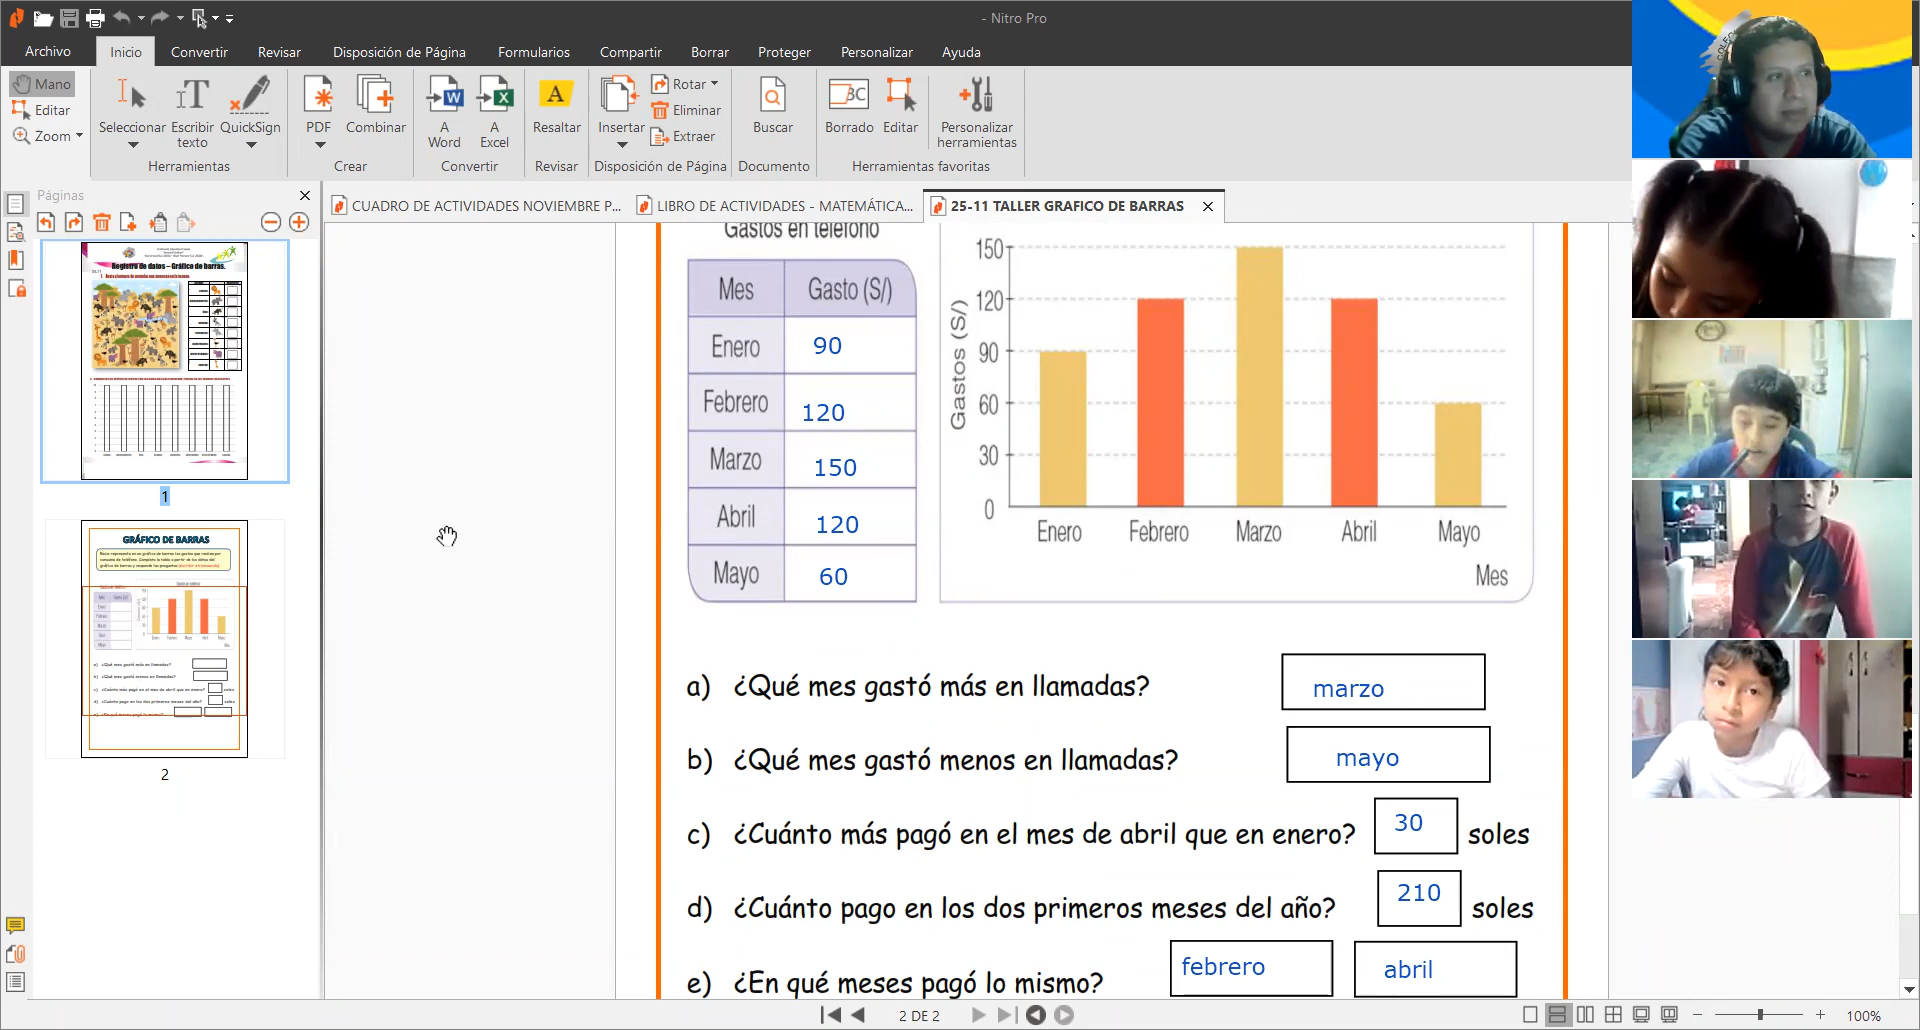 - Nitro Pro
Archivo
Inicio
Convertir
Revisar
Disposición de Página
Formularios
Compartir
Borrar
Proteger
Personalizar
Ayuda
Mano
Editar
Zoom
Seleccionar
Escribir texto
QuickSign
Herramientas
PDF
Combinar
Crear
A Word
A Excel
Convertir
Resaltar
Revisar
Insertar
Rotar
Eliminar
Extraer
Disposición de Página
Buscar
Documento
Borrado
Editar
Personalizar herramientas
Herramientas favoritas
Páginas
CUADRO DE ACTIVIDADES NOVIEMBRE P...
LIBRO DE ACTIVIDADES - MATEMÁTICA...
25-11 TALLER GRAFICO DE BARRAS
Registro de datos – Gráfico de barras.
1
GRÁFICO DE BARRAS
2
Gastos en teléfono
Mes Gasto (S/)
Enero 90
Febrero 120
Marzo 150
Abril 120
Mayo 60
Gastos (S/)
150
120
90
60
30
0
Enero Febrero Marzo Abril Mayo
Mes
a) ¿Qué mes gastó más en llamadas? marzo
b) ¿Qué mes gastó menos en llamadas? mayo
c) ¿Cuánto más pagó en el mes de abril que en enero? 30 soles
d) ¿Cuánto pago en los dos primeros meses del año? 210 soles
e) ¿En qué meses pagó lo mismo? febrero abril
2 DE 2
100%